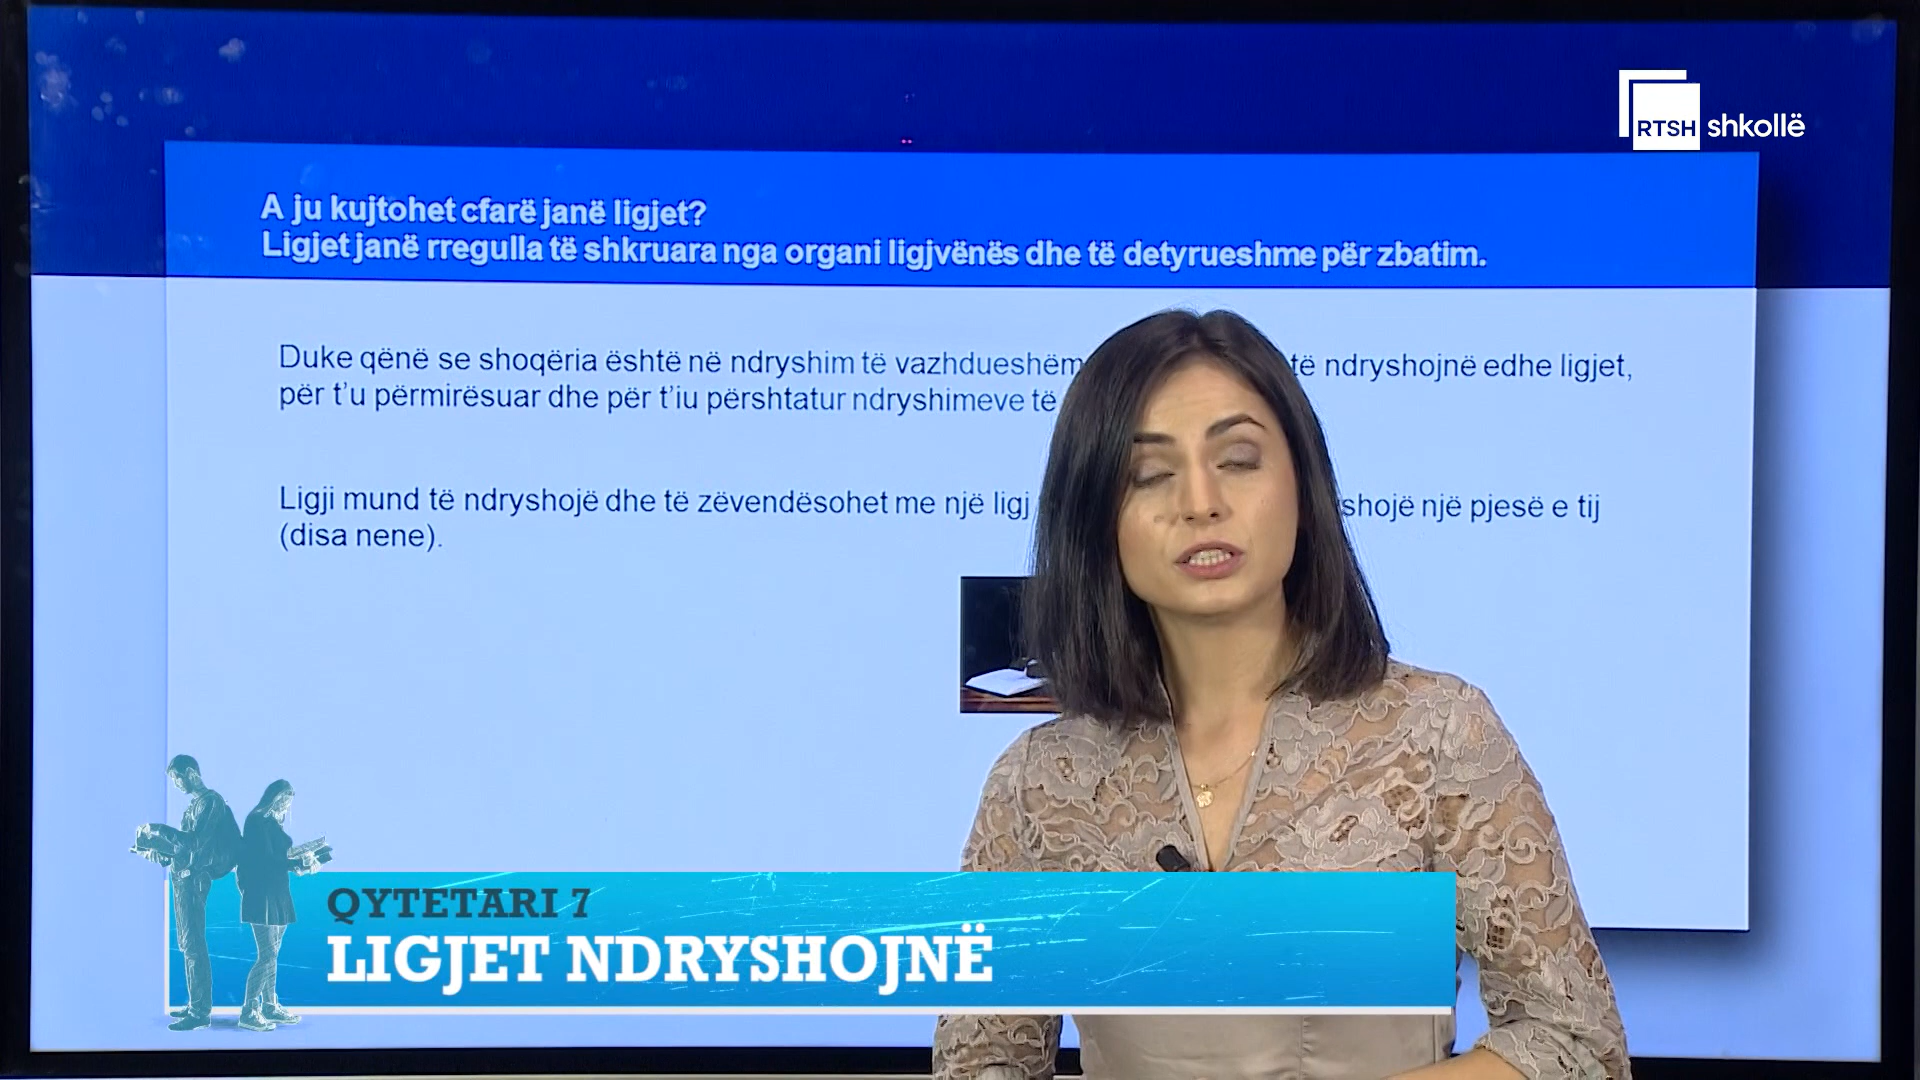 RTSH shkollë
A ju kujtohet cfarë janë ligjet?
Ligjet janë rregulla të shkruara nga organi ligjvënës dhe të detyrueshme për zbatim.
Duke qënë se shoqëria është në ndryshim të vazhdueshëm të ndryshojnë edhe ligjet,
për t'u përmirësuar dhe për t'iu përshtatur ndryshimeve të
Ligji mund të ndryshojë dhe të zëvendësohet me një ligj një pjesë e tij
(disa nene).
QYTETARI 7
LIGJET NDRYSHOJNË